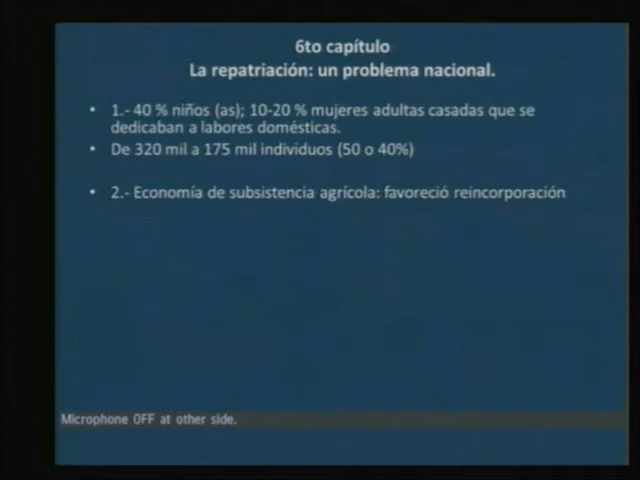 6to capítulo
La repatriación: un problema nacional.
• 1.- 40 % niños (as); 10-20 % mujeres adultas casadas que se
dedicaban a labores domésticas.
• De 320 mil a 175 mil individuos (50 o 40%)
• 2.- Economía de subsistencia agrícola: favoreció reincorporación
Microphone OFF at other side.